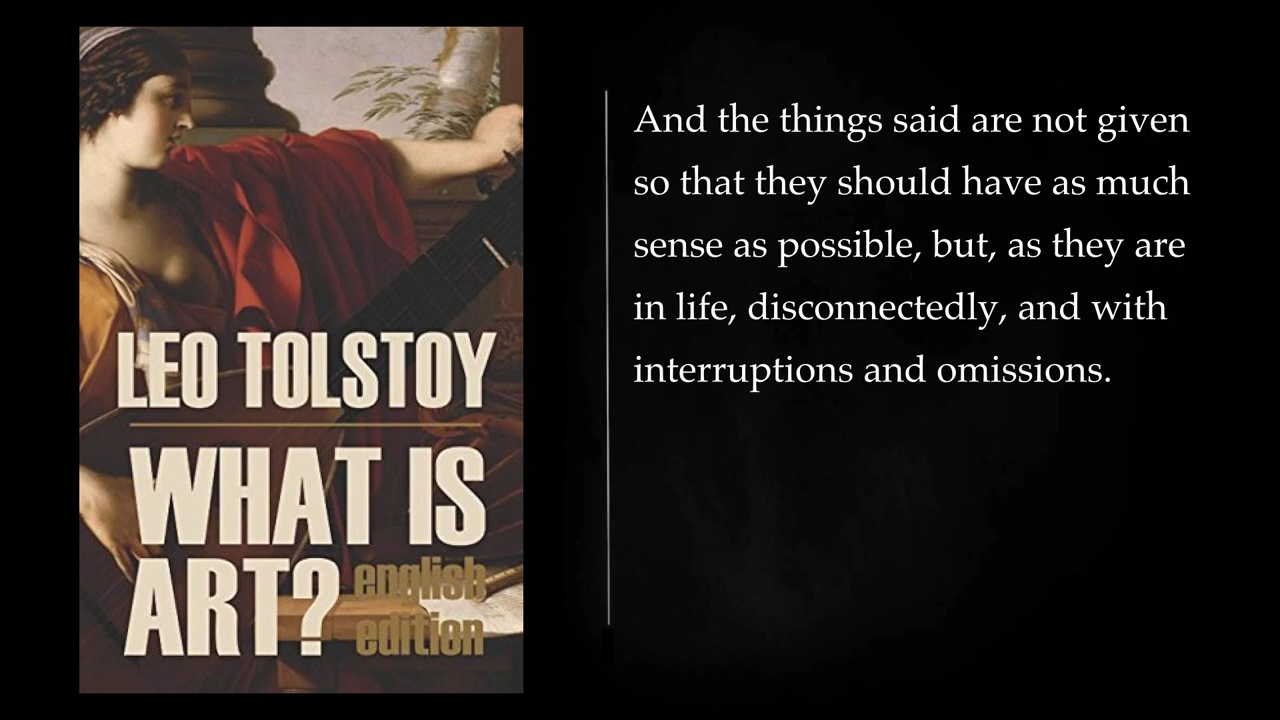 LEO TOLSTOY
WHAT IS
ART?
english
edition
And the things said are not given
so that they should have as much
sense as possible, but, as they are
in life, disconnectedly, and with
interruptions and omissions.